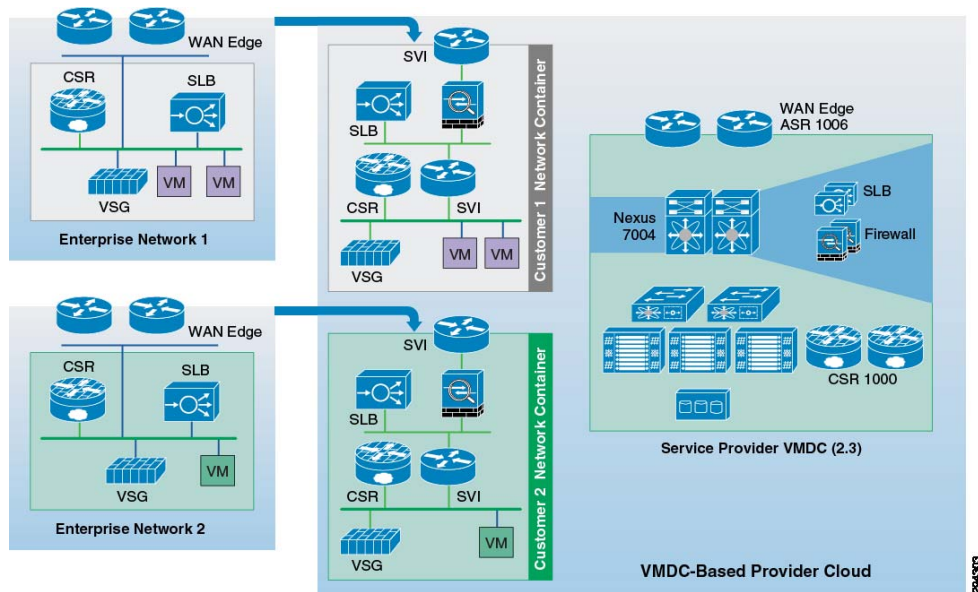 WAN Edge
CSR
SLB
VSG
VM
VM
Enterprise Network 1
WAN Edge
CSR
SLB
VSG
VM
Enterprise Network 2
SVI
SLB
CSR
SVI
VSG
VM
VM
Customer 1 Network Container
SVI
SLB
CSR
SVI
VSG
VM
Customer 2 Network Container
WAN Edge
ASR 1006
Nexus
7004
SLB
Firewall
CSR 1000
Service Provider VMDC (2.3)
VMDC-Based Provider Cloud
294303